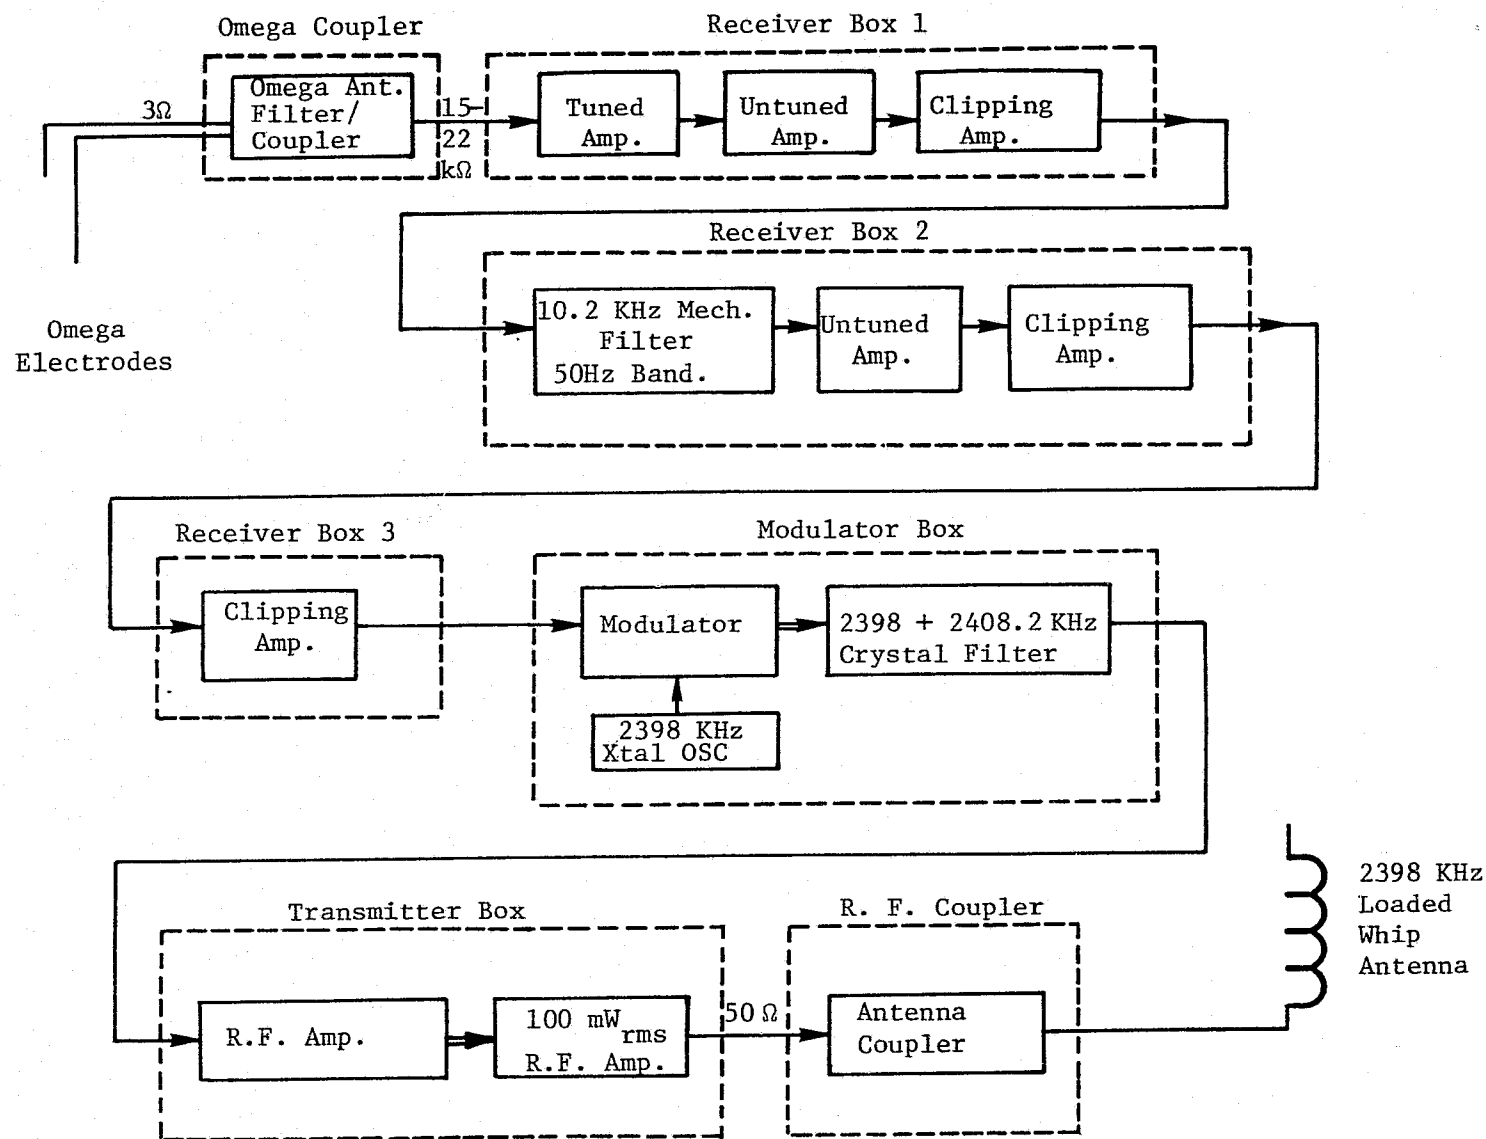 Omega Coupler
Receiver Box 1
3Ω
Omega Ant.
Filter/
Coupler
15-
22
kΩ
Tuned
Amp.
Untuned
Amp.
Clipping
Amp.
Receiver Box 2
Omega
Electrodes
10.2 KHz Mech.
Filter
50Hz Band.
Untuned
Amp.
Clipping
Amp.
Receiver Box 3
Modulator Box
Clipping
Amp.
Modulator
2398 + 2408.2 KHz
Crystal Filter
2398 KHz
Xtal OSC
Transmitter Box
R. F. Coupler
2398 KHz
Loaded
Whip
Antenna
R.F. Amp.
100 mWrms
R.F. Amp.
50 Ω
Antenna
Coupler